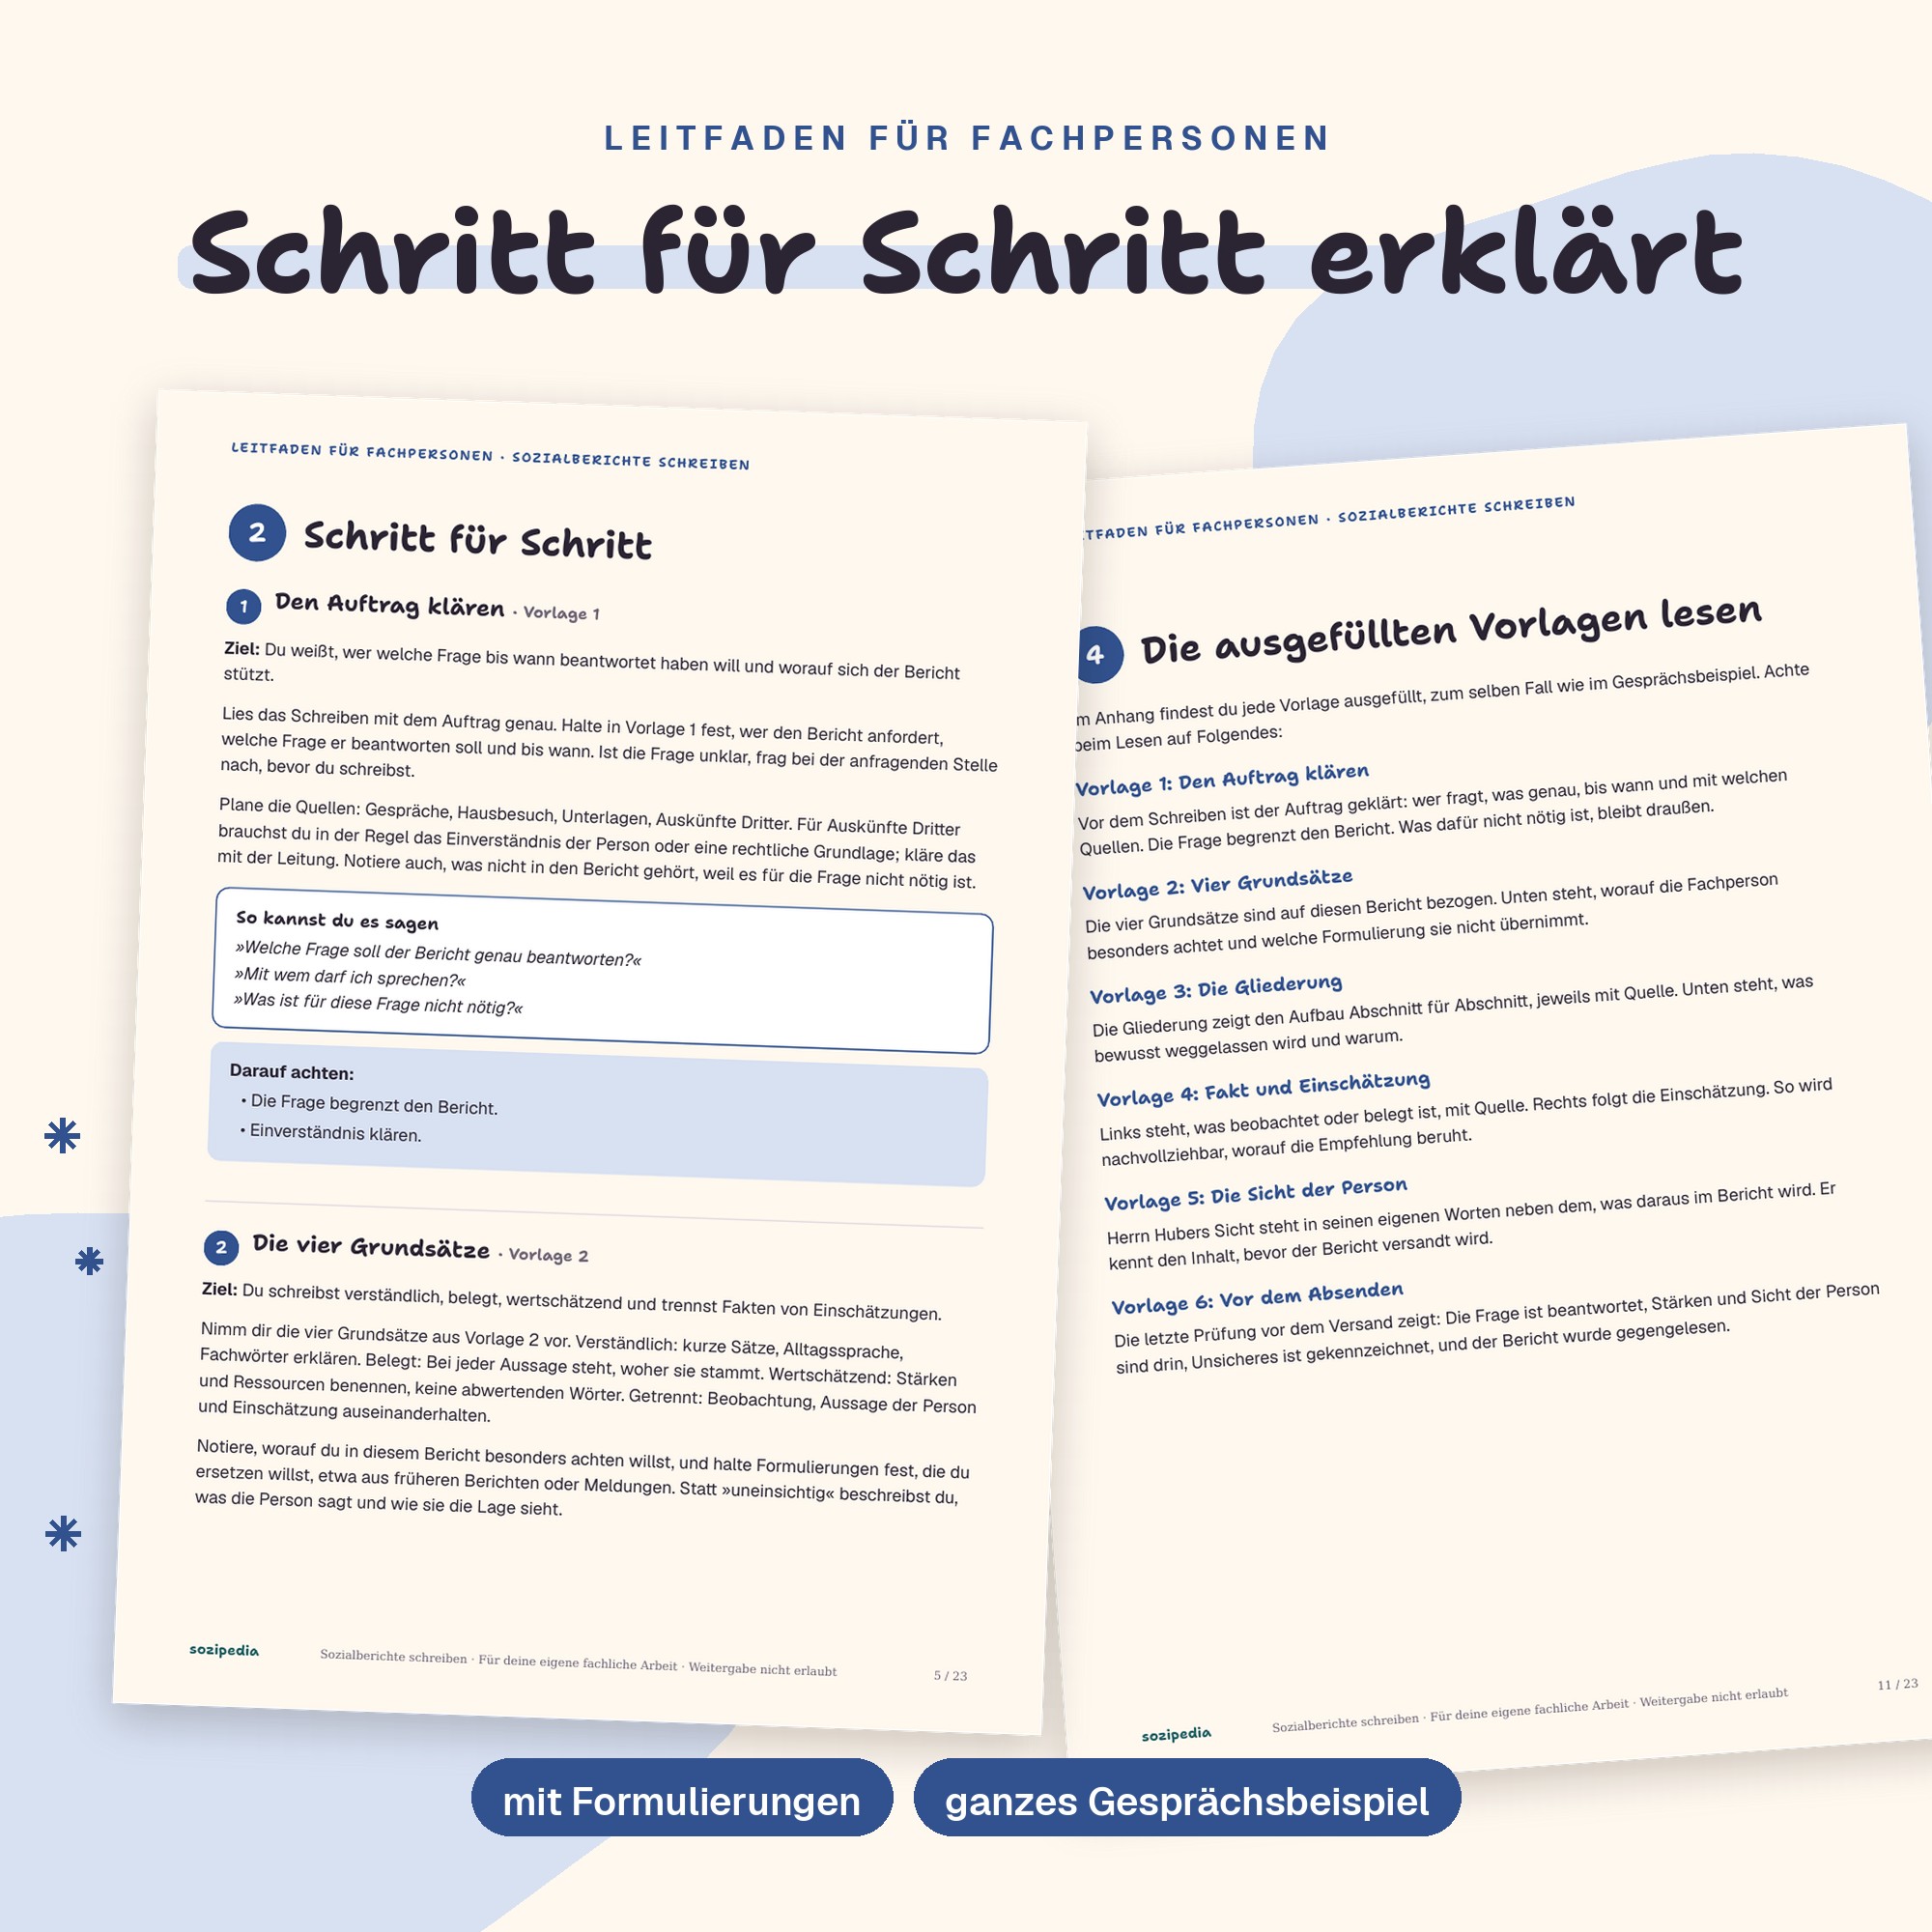 LEITFADEN FÜR FACHPERSONEN
Schritt für Schritt erklärt
LEITFADEN FÜR FACHPERSONEN · SOZIALBERICHTE SCHREIBEN
2 Schritt für Schritt
1 Den Auftrag klären · Vorlage 1
Ziel: Du weißt, wer welche Frage bis wann beantwortet haben will und worauf sich der Bericht
stützt.
Lies das Schreiben mit dem Auftrag genau. Halte in Vorlage 1 fest, wer den Bericht anfordert,
welche Frage er beantworten soll und bis wann. Ist die Frage unklar, frag bei der anfragenden Stelle
nach, bevor du schreibst.
Plane die Quellen: Gespräche, Hausbesuch, Unterlagen, Auskünfte Dritter. Für Auskünfte Dritter
brauchst du in der Regel das Einverständnis der Person oder eine rechtliche Grundlage; kläre das
mit der Leitung. Notiere auch, was nicht in den Bericht gehört, weil es für die Frage nicht nötig ist.
So kannst du es sagen
»Welche Frage soll der Bericht genau beantworten?«
»Mit wem darf ich sprechen?«
»Was ist für diese Frage nicht nötig?«
Darauf achten:
• Die Frage begrenzt den Bericht.
• Einverständnis klären.
2 Die vier Grundsätze · Vorlage 2
Ziel: Du schreibst verständlich, belegt, wertschätzend und trennst Fakten von Einschätzungen.
Nimm dir die vier Grundsätze aus Vorlage 2 vor. Verständlich: kurze Sätze, Alltagssprache,
Fachwörter erklären. Belegt: Bei jeder Aussage steht, woher sie stammt. Wertschätzend: Stärken
und Ressourcen benennen, keine abwertenden Wörter. Getrennt: Beobachtung, Aussage der Person
und Einschätzung auseinanderhalten.
Notiere, worauf du in diesem Bericht besonders achten willst, und halte Formulierungen fest, die du
ersetzen willst, etwa aus früheren Berichten oder Meldungen. Statt »uneinsichtig« beschreibst du,
was die Person sagt und wie sie die Lage sieht.
sozipedia
Sozialberichte schreiben · Für deine eigene fachliche Arbeit · Weitergabe nicht erlaubt
5 / 23
TFADEN FÜR FACHPERSONEN · SOZIALBERICHTE SCHREIBEN
4 Die ausgefüllten Vorlagen lesen
m Anhang findest du jede Vorlage ausgefüllt, zum selben Fall wie im Gesprächsbeispiel. Achte
beim Lesen auf Folgendes:
Vorlage 1: Den Auftrag klären
Vor dem Schreiben ist der Auftrag geklärt: wer fragt, was genau, bis wann und mit welchen
Quellen. Die Frage begrenzt den Bericht. Was dafür nicht nötig ist, bleibt draußen.
Vorlage 2: Vier Grundsätze
Die vier Grundsätze sind auf diesen Bericht bezogen. Unten steht, worauf die Fachperson
besonders achtet und welche Formulierung sie nicht übernimmt.
Vorlage 3: Die Gliederung
Die Gliederung zeigt den Aufbau Abschnitt für Abschnitt, jeweils mit Quelle. Unten steht, was
bewusst weggelassen wird und warum.
Vorlage 4: Fakt und Einschätzung
Links steht, was beobachtet oder belegt ist, mit Quelle. Rechts folgt die Einschätzung. So wird
nachvollziehbar, worauf die Empfehlung beruht.
Vorlage 5: Die Sicht der Person
Herrn Hubers Sicht steht in seinen eigenen Worten neben dem, was daraus im Bericht wird. Er
kennt den Inhalt, bevor der Bericht versandt wird.
Vorlage 6: Vor dem Absenden
Die letzte Prüfung vor dem Versand zeigt: Die Frage ist beantwortet, Stärken und Sicht der Person
sind drin, Unsicheres ist gekennzeichnet, und der Bericht wurde gegengelesen.
sozipedia
Sozialberichte schreiben · Für deine eigene fachliche Arbeit · Weitergabe nicht erlaubt
11 / 23
mit Formulierungen
ganzes Gesprächsbeispiel